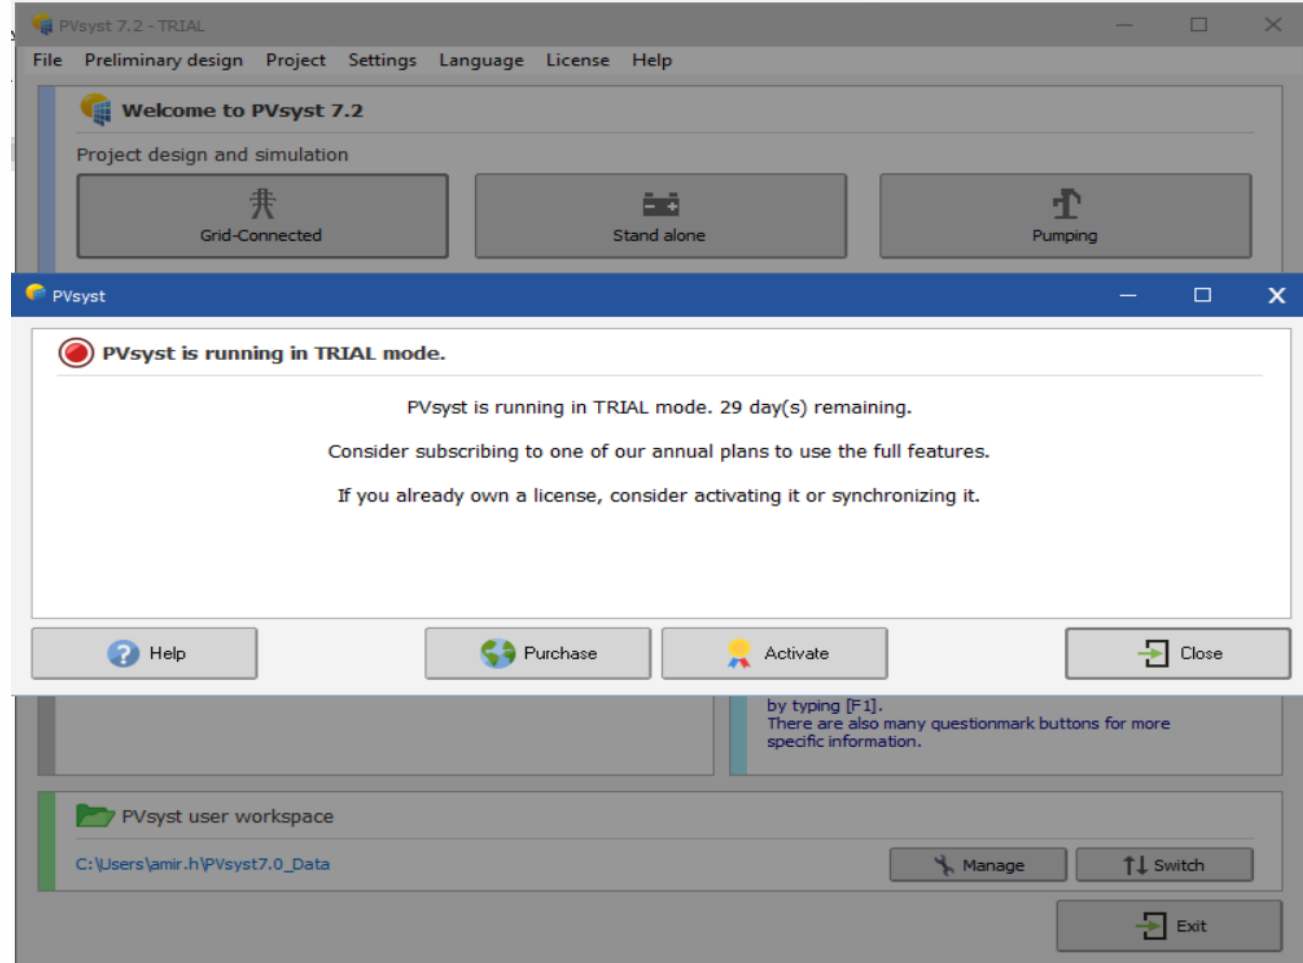 PVsyst 7.2 - TRIAL
File Preliminary design Project Settings Language License Help
Welcome to PVsyst 7.2
Project design and simulation
Grid-Connected
Stand alone
Pumping
PVsyst
PVsyst is running in TRIAL mode.
PVsyst is running in TRIAL mode. 29 day(s) remaining.
Consider subscribing to one of our annual plans to use the full features.
If you already own a license, consider activating it or synchronizing it.
Help
Purchase
Activate
Close
by typing [F1].
There are also many questionmark buttons for more
specific information.
PVsyst user workspace
C:\Users\amir.h\PVsyst7.0_Data
Manage
Switch
Exit